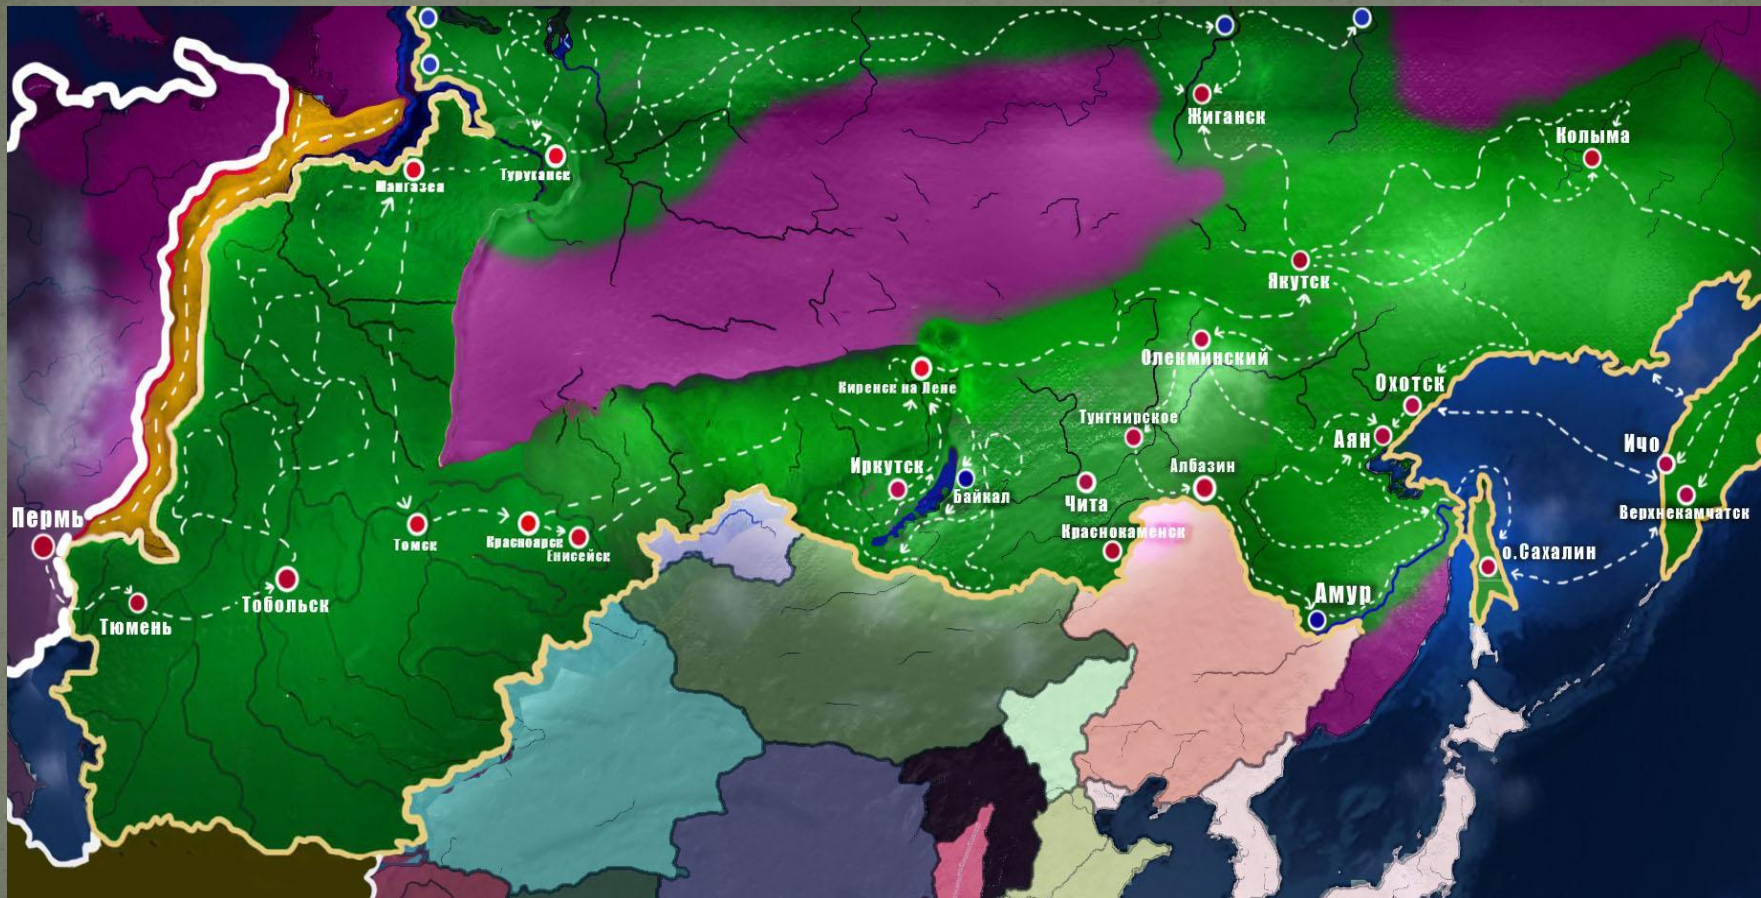 Жиганск
Колыма
Мангазея
Туруханск
Якутск
Олекминский
Киренск на Лене
Охотск
Тунгнирское
Аян
Ичо
Иркутск
Албазин
Байкал
Чита
Верхнекамчатск
Пермь
Томск
Красноярск
Енисейск
Краснокаменск
о.Сахалин
Амур
Тобольск
Тюмень